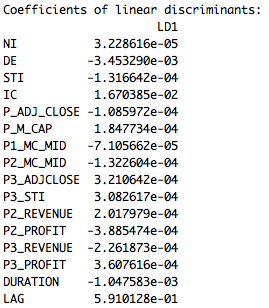 Coefficients of linear discriminants:
LD1
NI 3.228616e-05
DE -3.453290e-03
STI -1.316642e-04
IC 1.670385e-02
P_ADJ_CLOSE -1.085972e-04
P_M_CAP 1.847734e-04
P1_MC_MID -7.105662e-05
P2_MC_MID -1.322604e-04
P3_ADJCLOSE 3.210642e-04
P3_STI 3.082617e-04
P2_REVENUE 2.017979e-04
P2_PROFIT -3.885474e-04
P3_REVENUE -2.261873e-04
P3_PROFIT 3.607616e-04
DURATION -1.047583e-03
LAG 5.910128e-01